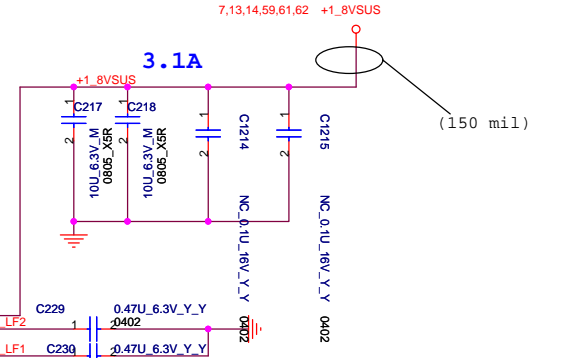 7,13,14,59,61,62 +1_8VSUS
3.1A
+1_8VSUS
(150 mil)
1
C217
2
10U_6.3V_M
0805_X5R
1
C218
2
10U_6.3V_M
0805_X5R
1
2
C1214
NC_0.1U_16V_Y_Y
0402
1
2
C1215
NC_0.1U_16V_Y_Y
0402
C229
0.47U_6.3V_Y_Y
_LF2
1
2
0402
_LF1
C230
1
2
0.47U_6.3V_Y_Y